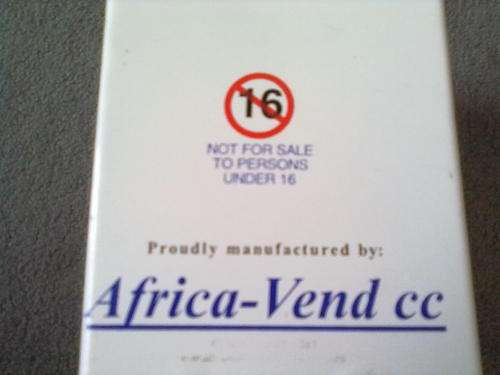 16
NOT FOR SALE
TO PERSONS
UNDER 16
Proudly manufactured by:
Africa-Vend cc